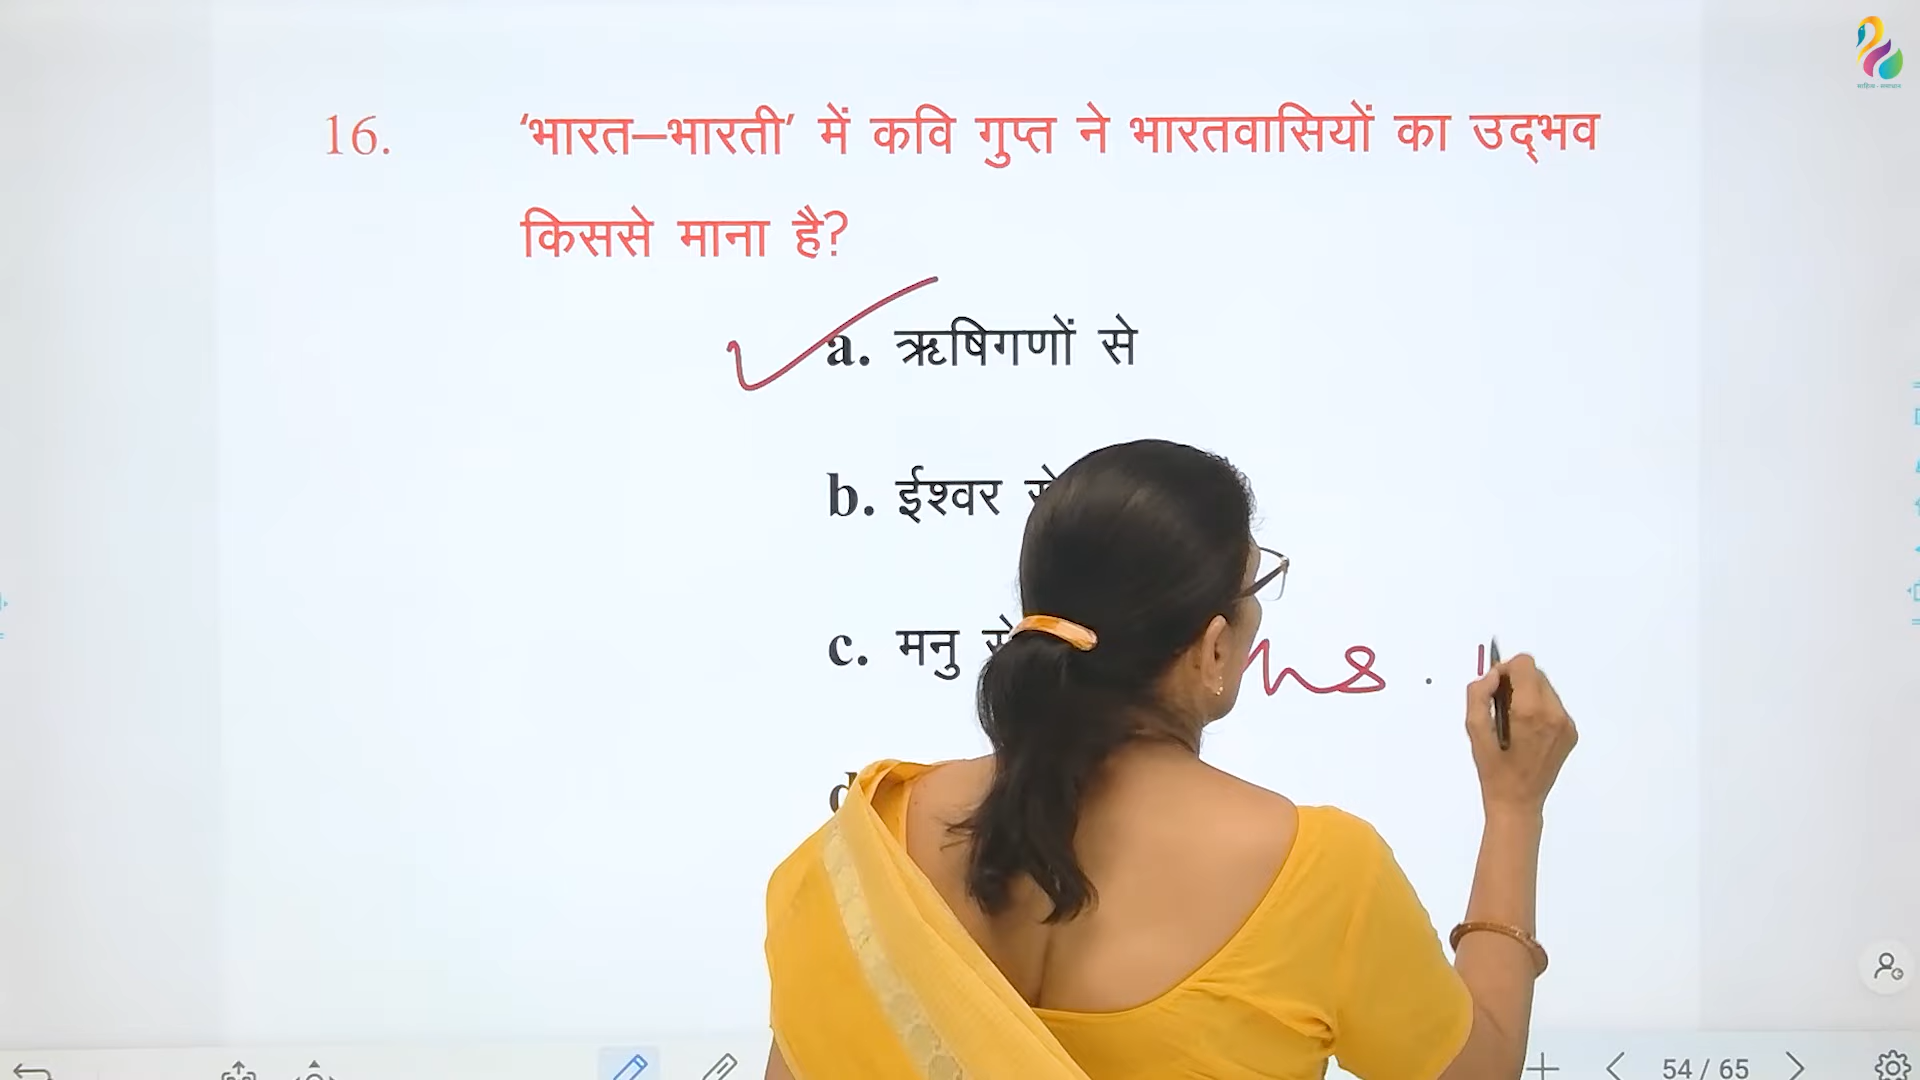 16. ‘भारत–भारती’ में कवि गुप्त ने भारतवासियों का उद्भव
किससे माना है?
a. ऋषिगणों से
b. ईश्वर
c. मनु
54 / 65